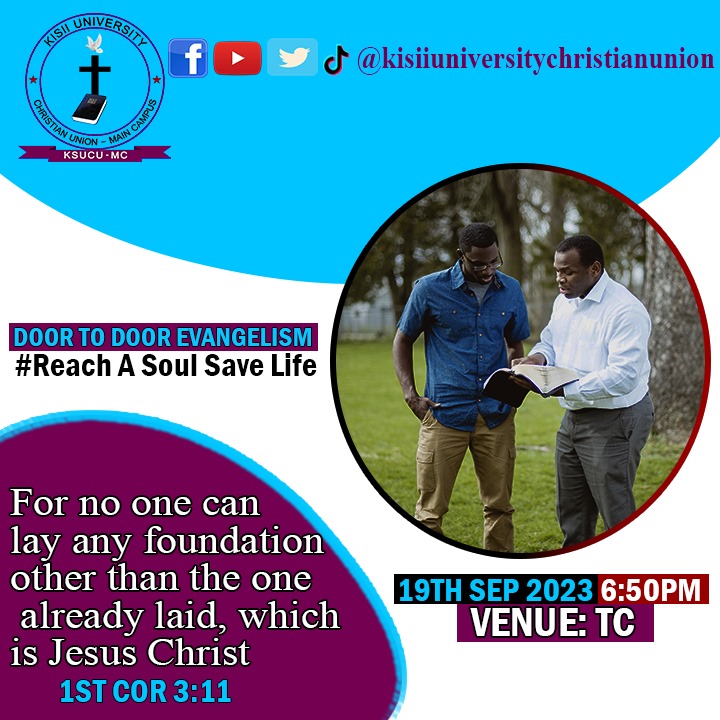 KISII UNIVERSITY
CHRISTIAN UNION – MAIN CAMPUS
KSUCU - MC
@kisiiuniversitychristianunion
DOOR TO DOOR EVANGELISM
#Reach A Soul Save Life
For no one can
lay any foundation
other than the one
already laid, which
is Jesus Christ
1ST COR 3:11
19TH SEP 2023 6:50PM
VENUE: TC